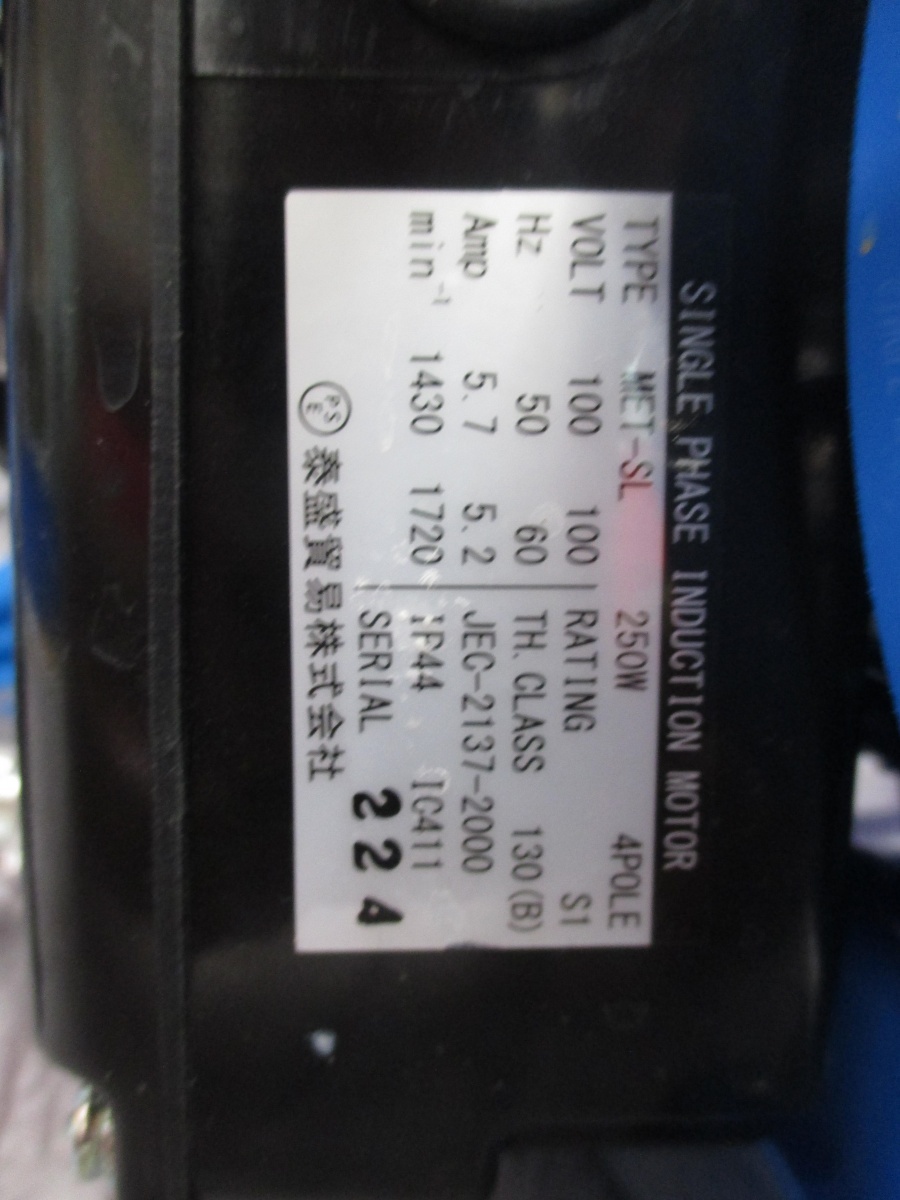 SINGLE PHASE INDUCTION MOTOR
TYPE MET-SL 250W 4POLE
VOLT 100 100 RATING S1
Hz 50 60 TH.CLASS 130(B)
Amp 5.7 5.2 JEC-2137-2000
min⁻¹ 1430 1720 IP44 IC411
SERIAL 224
PSE 泰盛貿易株式会社